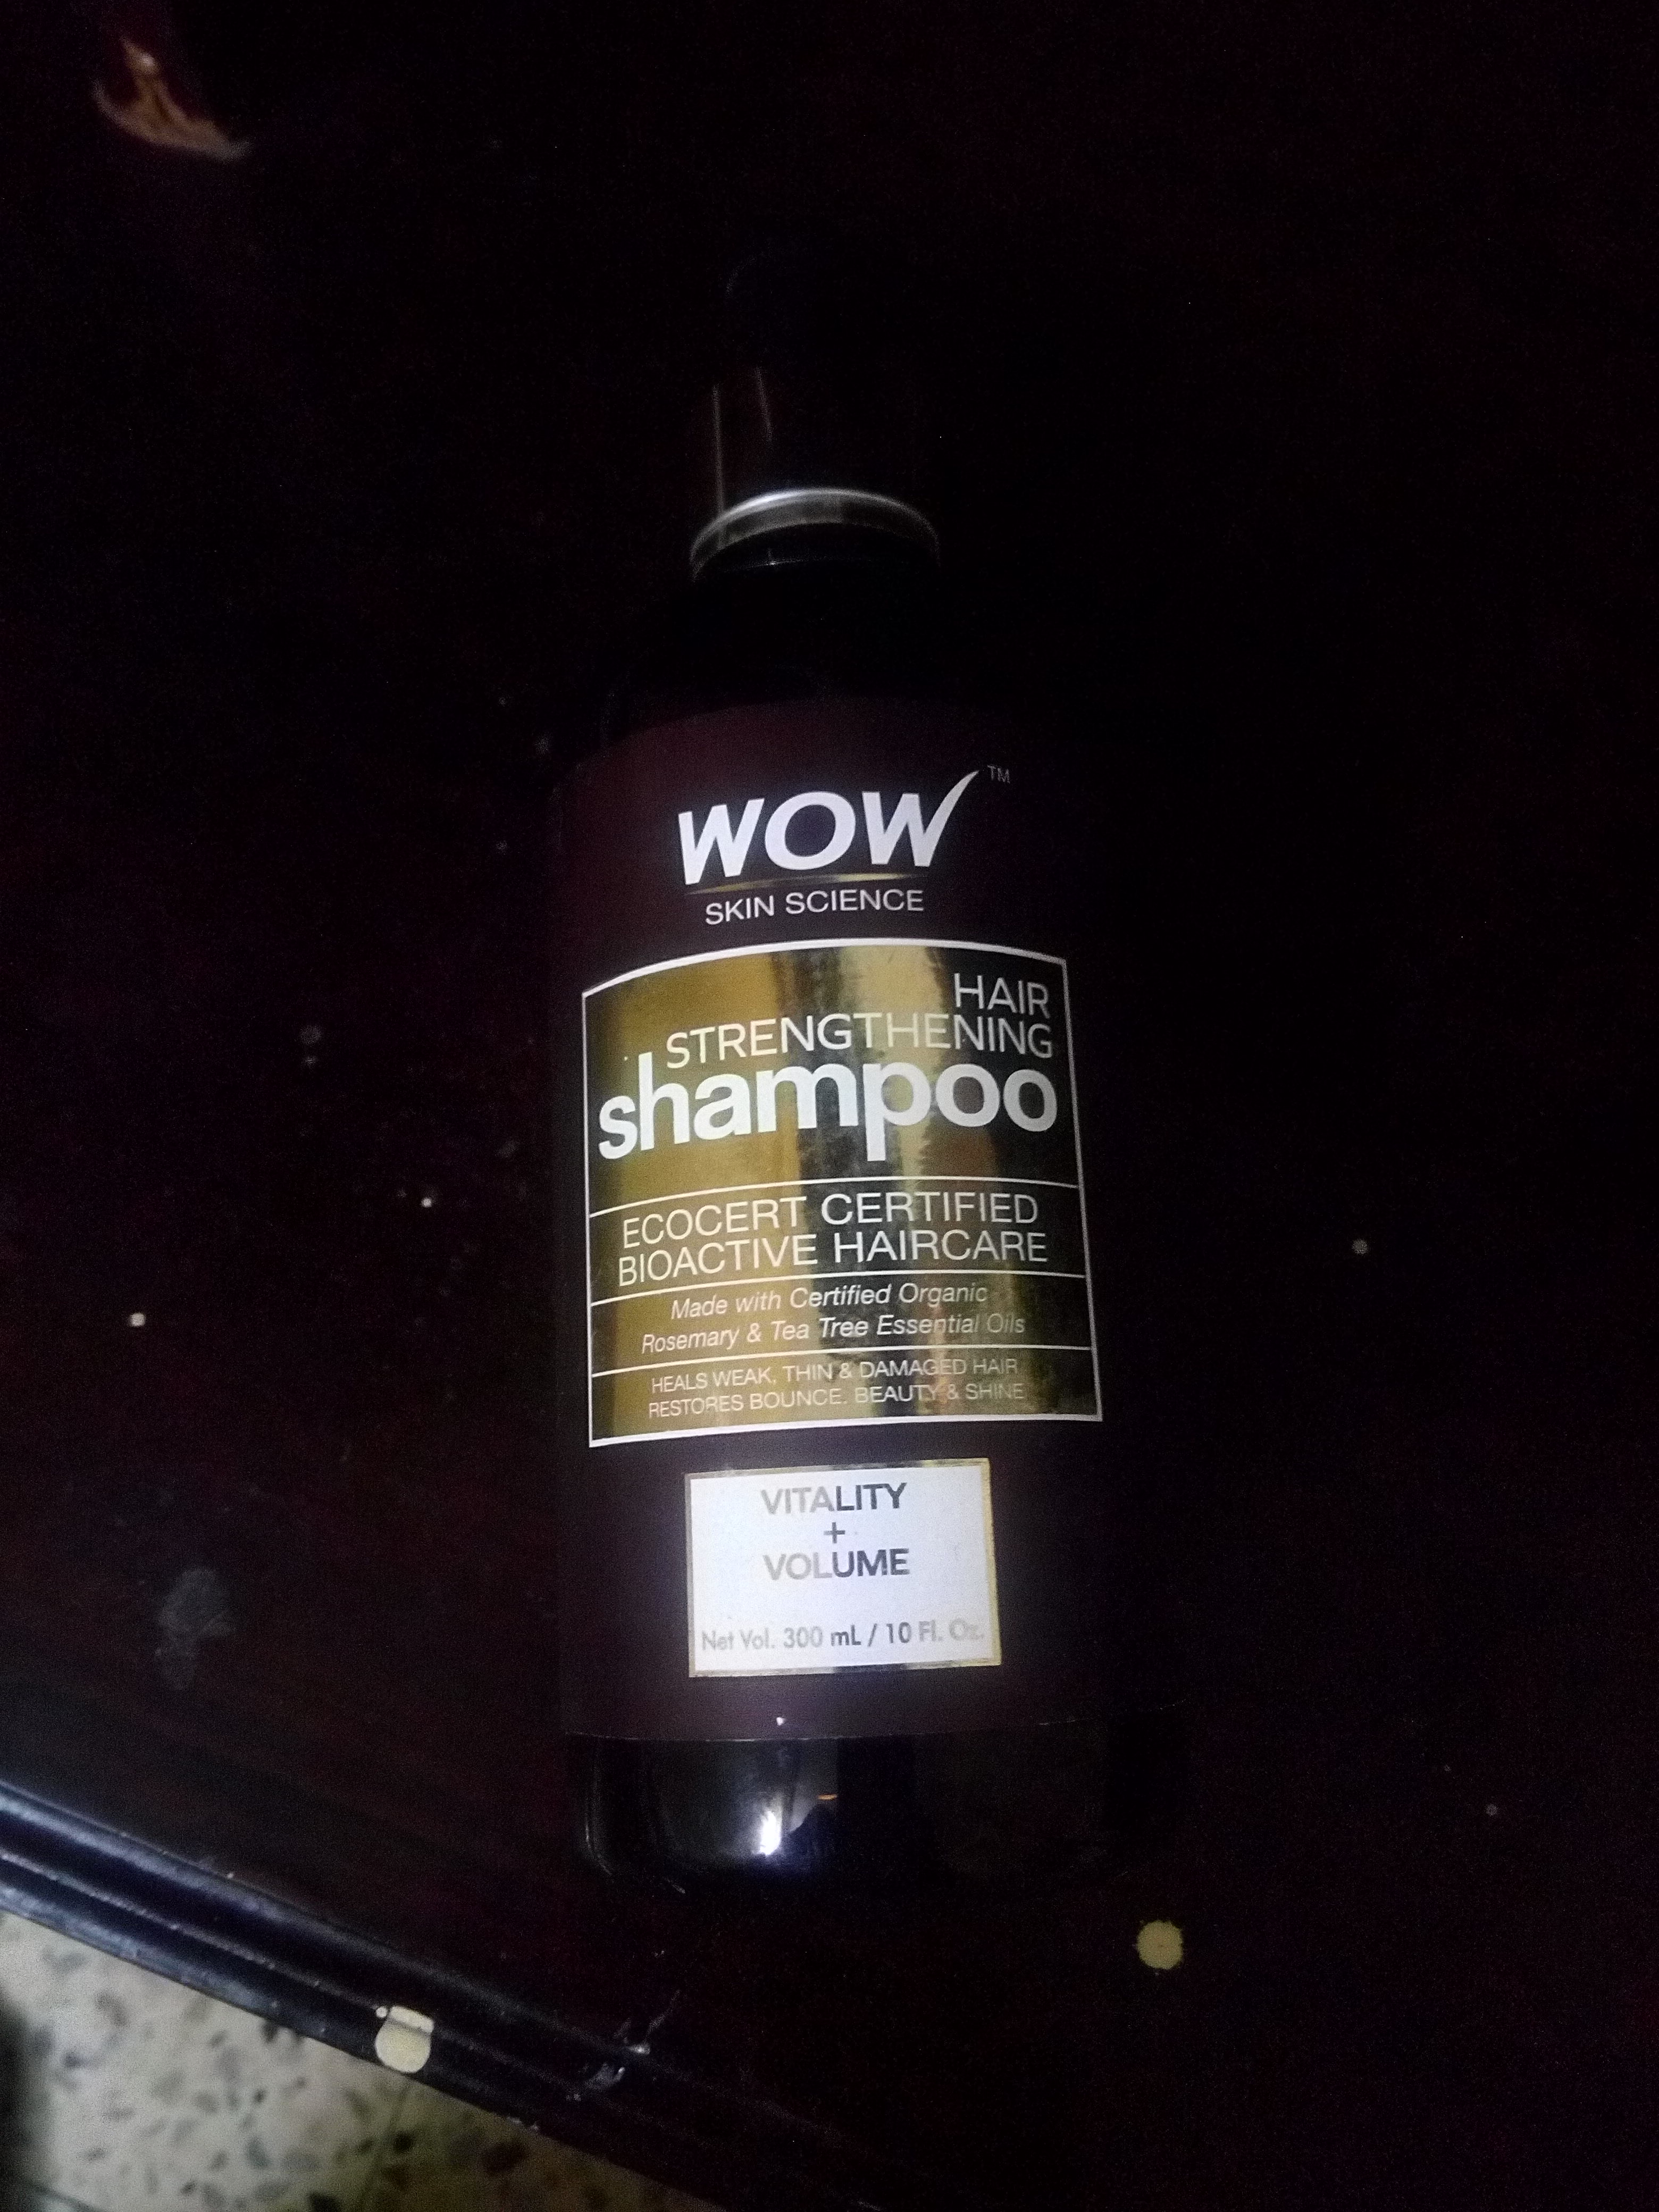 WOW™
SKIN SCIENCE
HAIR
STRENGTHENING
shampoo
ECOCERT CERTIFIED
BIOACTIVE HAIRCARE
Made with Certified Organic
Rosemary & Tea Tree Essential Oils
HEALS WEAK, THIN & DAMAGED HAIR
RESTORES BOUNCE, BEAUTY & SHINE
VITALITY
+
VOLUME
Net Vol. 300 mL / 10 Fl. Oz.